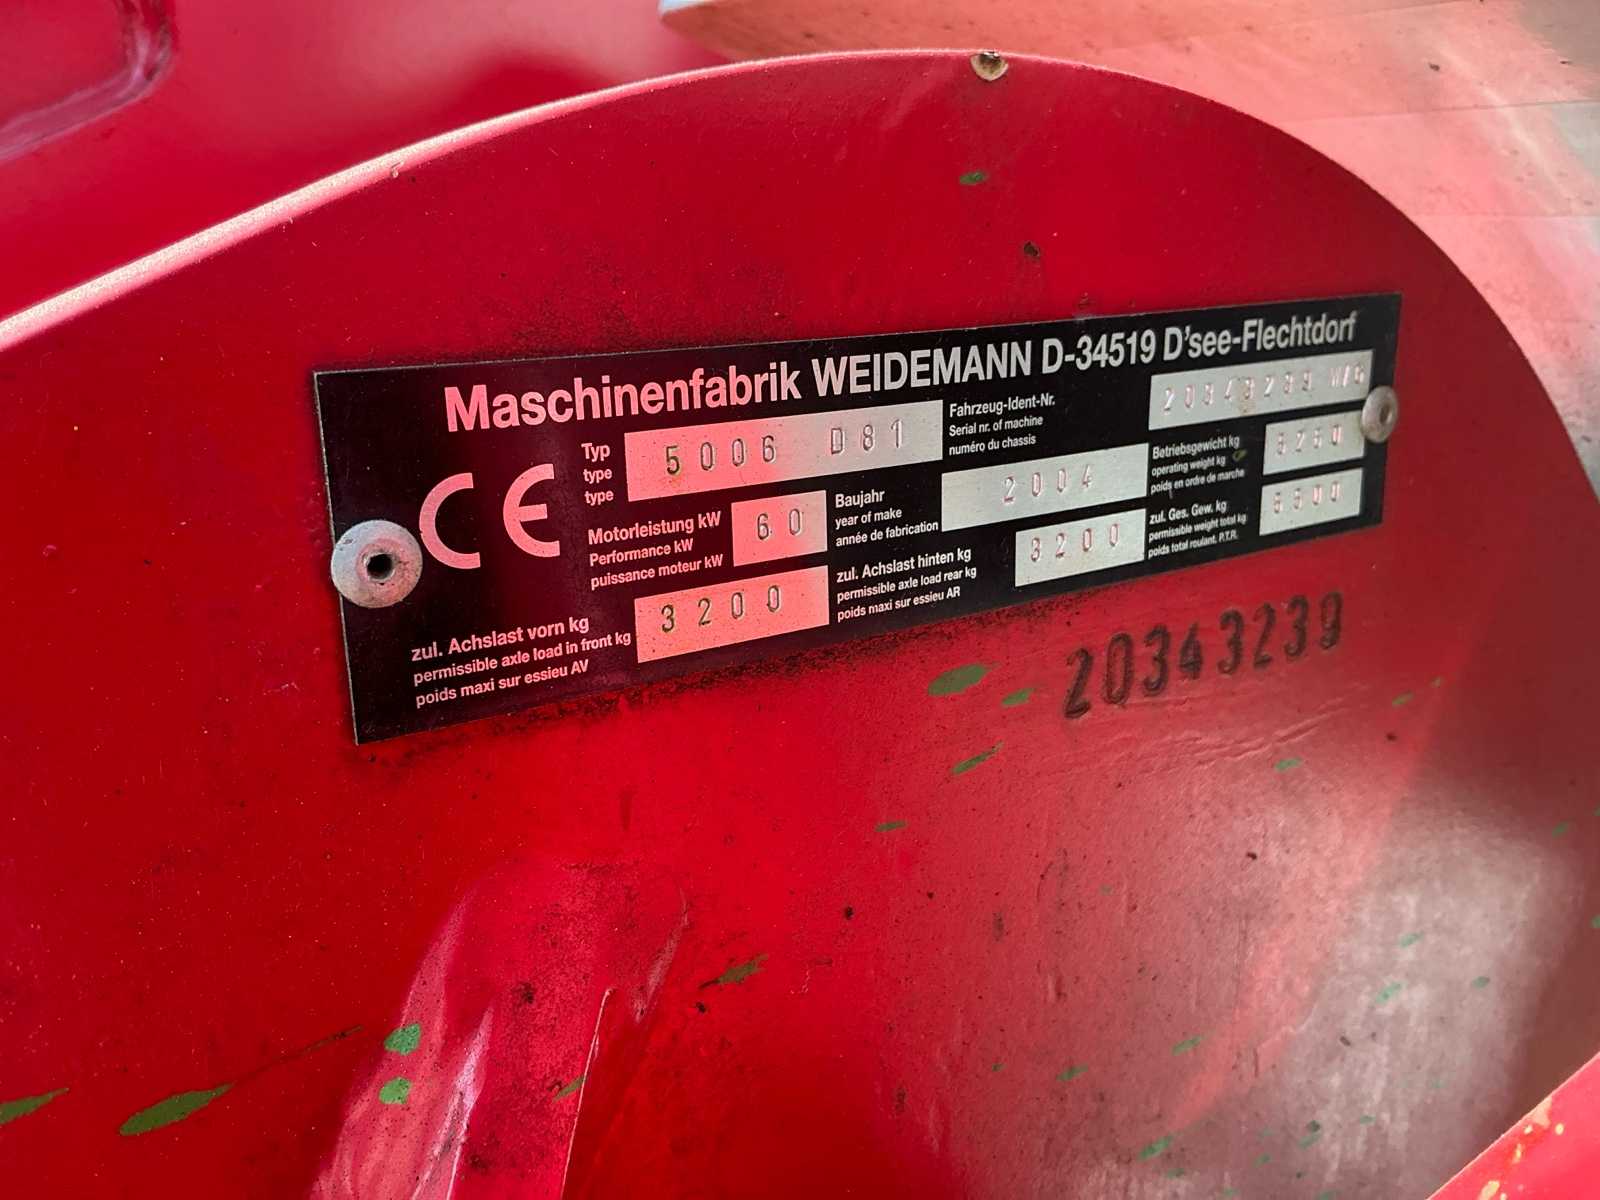 Maschinenfabrik WEIDEMANN D-34519 D'see-Flechtdorf
CE
Typ
type
type
5006 D81
Fahrzeug-Ident-Nr.
Serial nr. of machine
numéro du chassis
Motorleistung kW
Performance kW
puissance moteur kW
60
Baujahr
year of make
année de fabrication
2004
Betriebsgewicht kg
operating weight kg
poids en ordre de marche
zul. Achslast vorn kg
permissible axle load in front kg
poids maxi sur essieu AV
3200
zul. Achslast hinten kg
permissible axle load rear kg
poids maxi sur essieu AR
3200
zul. Ges. Gew. kg
permissible weight total kg
poids total roulant. P.T.R.
20343239